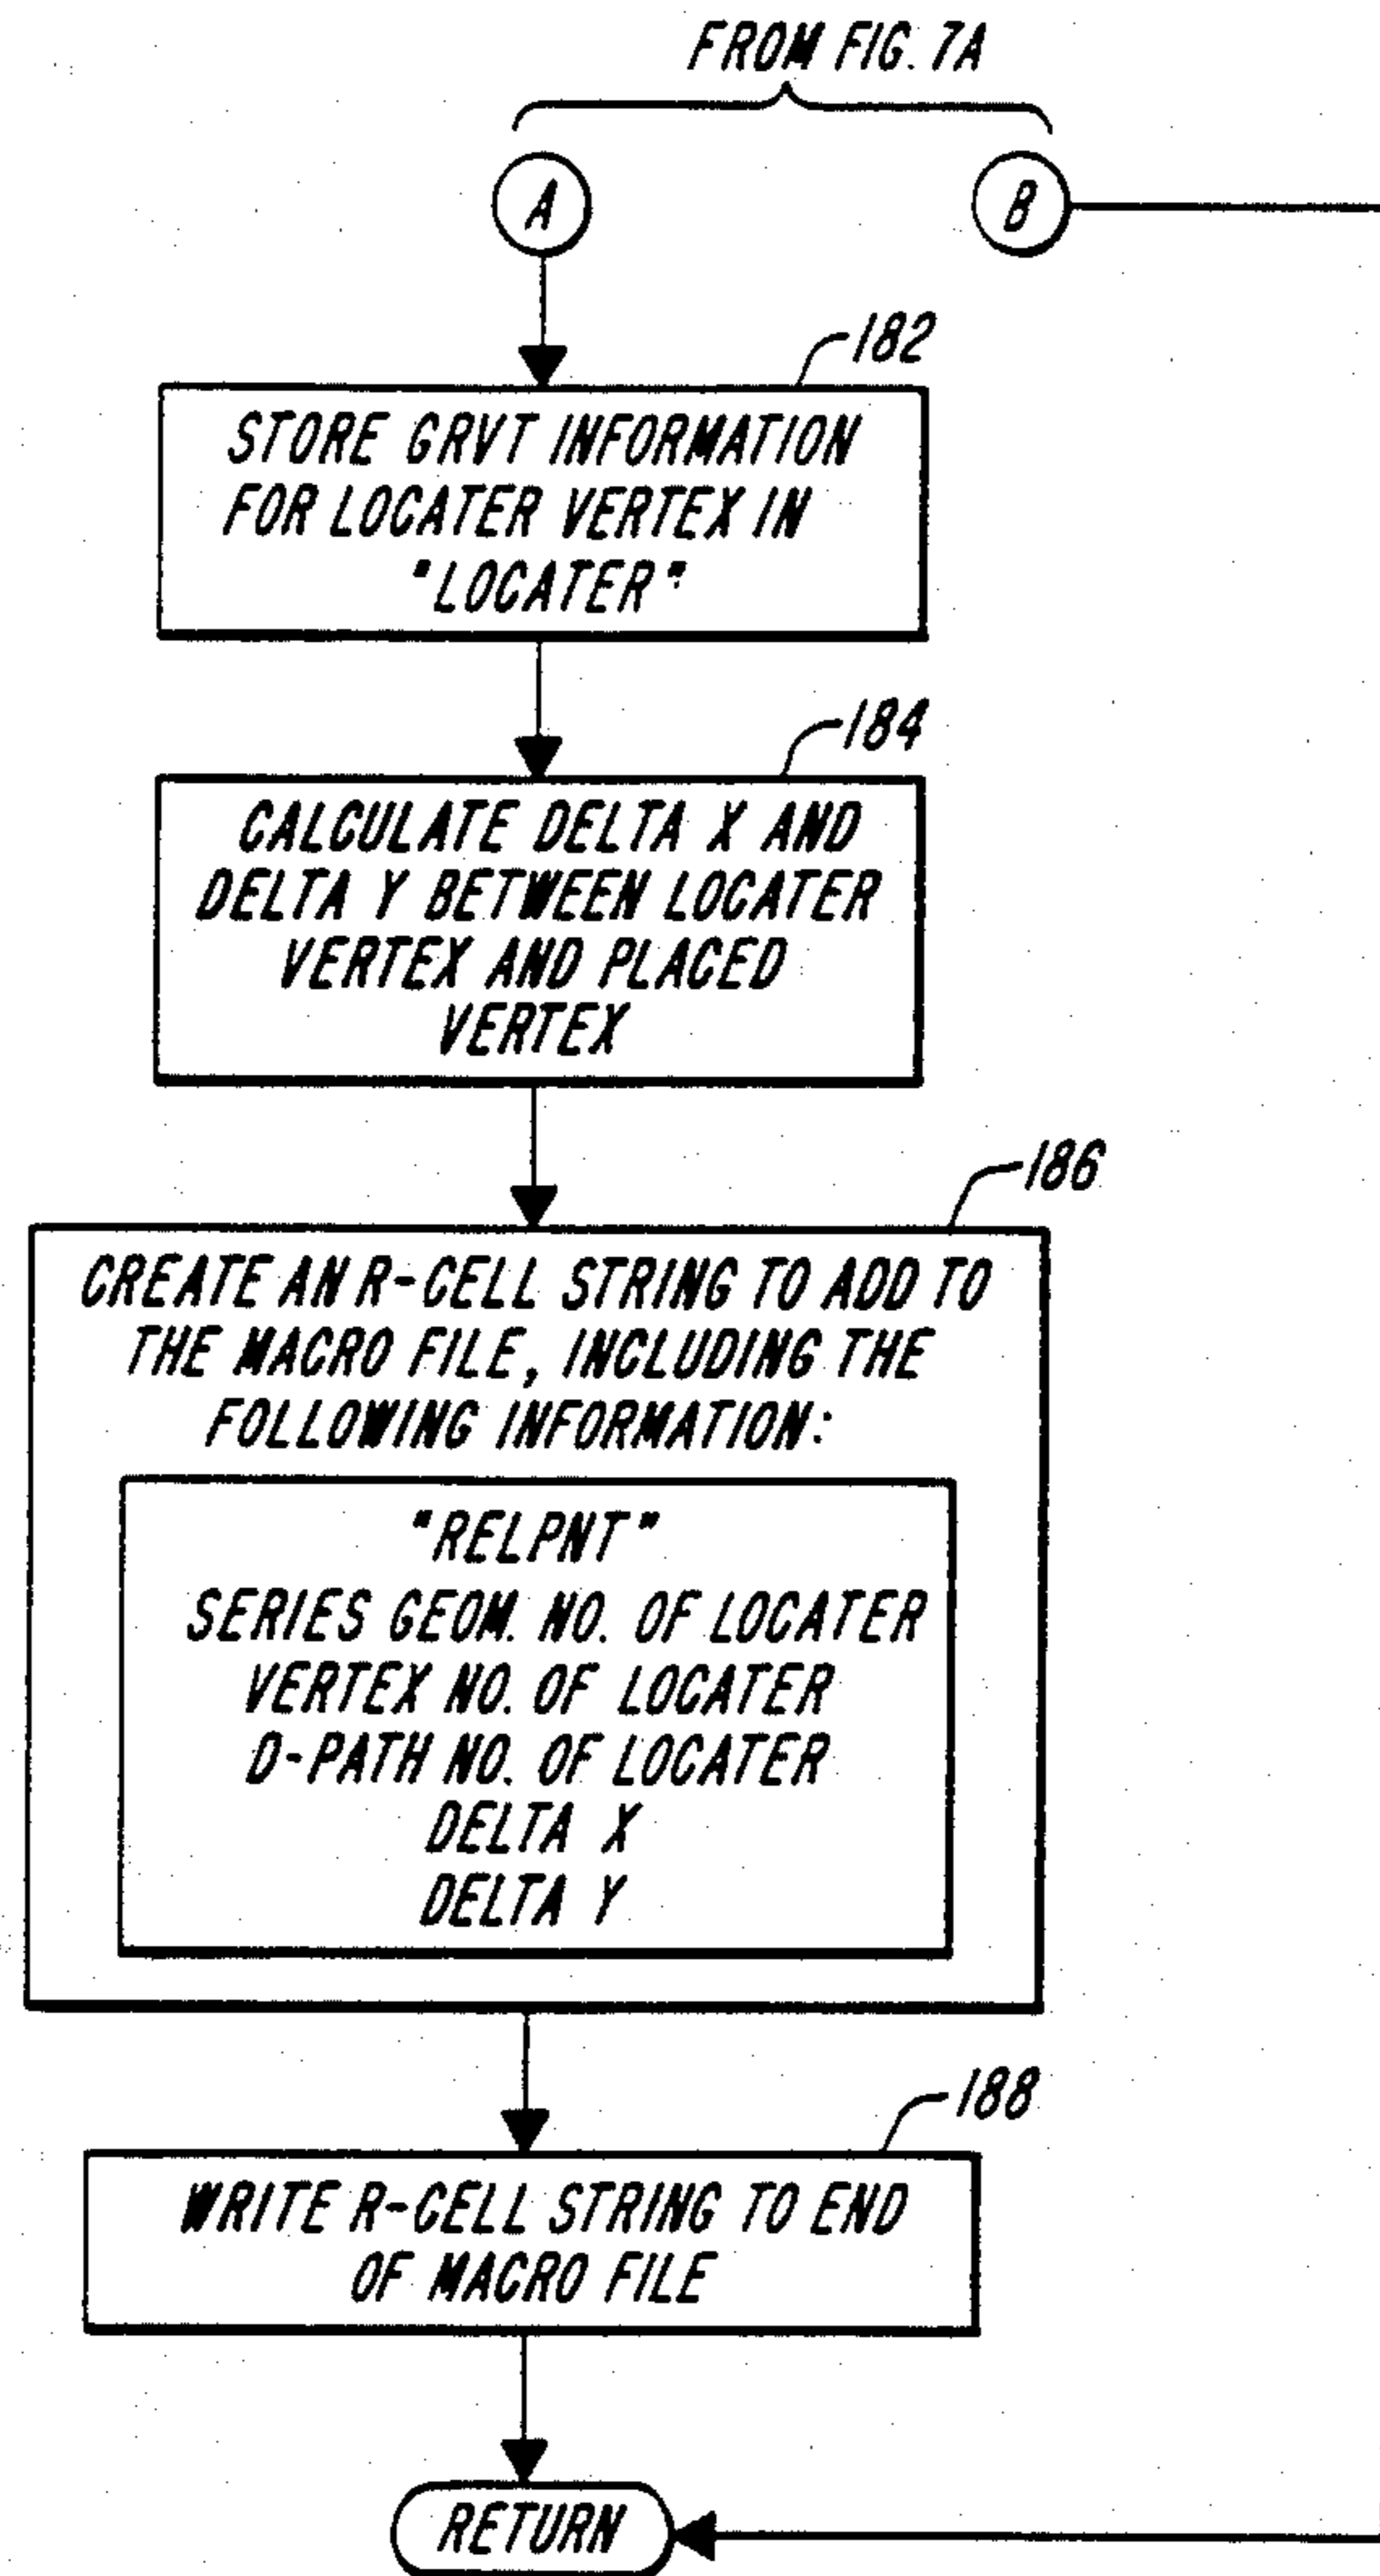 FROM FIG. 7A
A
B
182
STORE GRVT INFORMATION
FOR LOCATER VERTEX IN
"LOCATER"
184
CALCULATE DELTA X AND
DELTA Y BETWEEN LOCATER
VERTEX AND PLACED
VERTEX
186
CREATE AN R-CELL STRING TO ADD TO
THE MACRO FILE, INCLUDING THE
FOLLOWING INFORMATION:
"RELPNT"
SERIES GEOM. NO. OF LOCATER
VERTEX NO. OF LOCATER
D-PATH NO. OF LOCATER
DELTA X
DELTA Y
188
WRITE R-CELL STRING TO END
OF MACRO FILE
RETURN